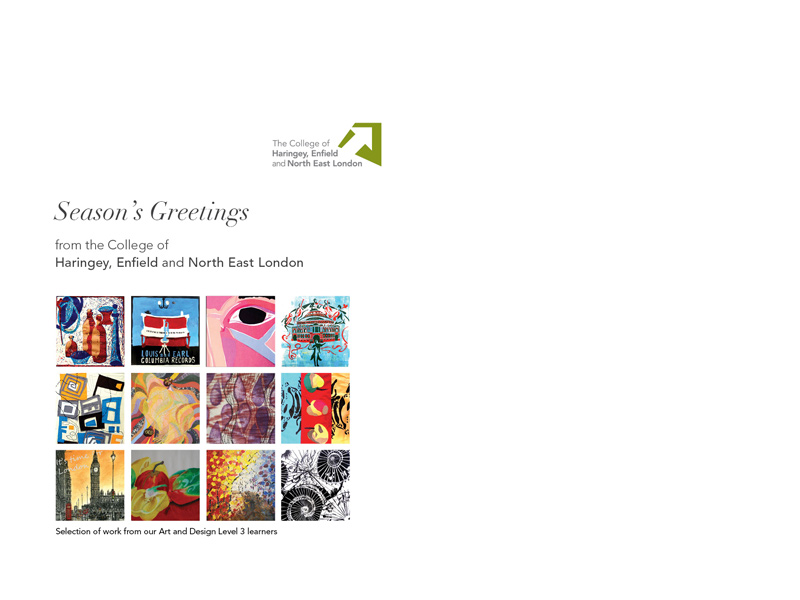 The College of
Haringey, Enfield
and North East London
Season's Greetings
from the College of
Haringey, Enfield and North East London
LOUIS EARL
COLUMBIA RECORDS
Selection of work from our Art and Design Level 3 learners